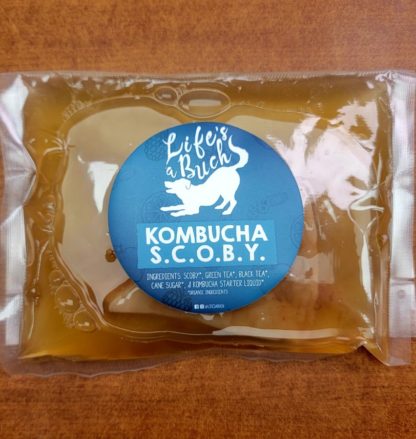 Life's
a Buch
KOMBUCHA
S.C.O.B.Y.
INGREDIENTS: SCOBY*, GREEN TEA*, BLACK TEA*,
CANE SUGAR*, & KOMBUCHA STARTER LIQUID*
*ORGANIC INGREDIENTS